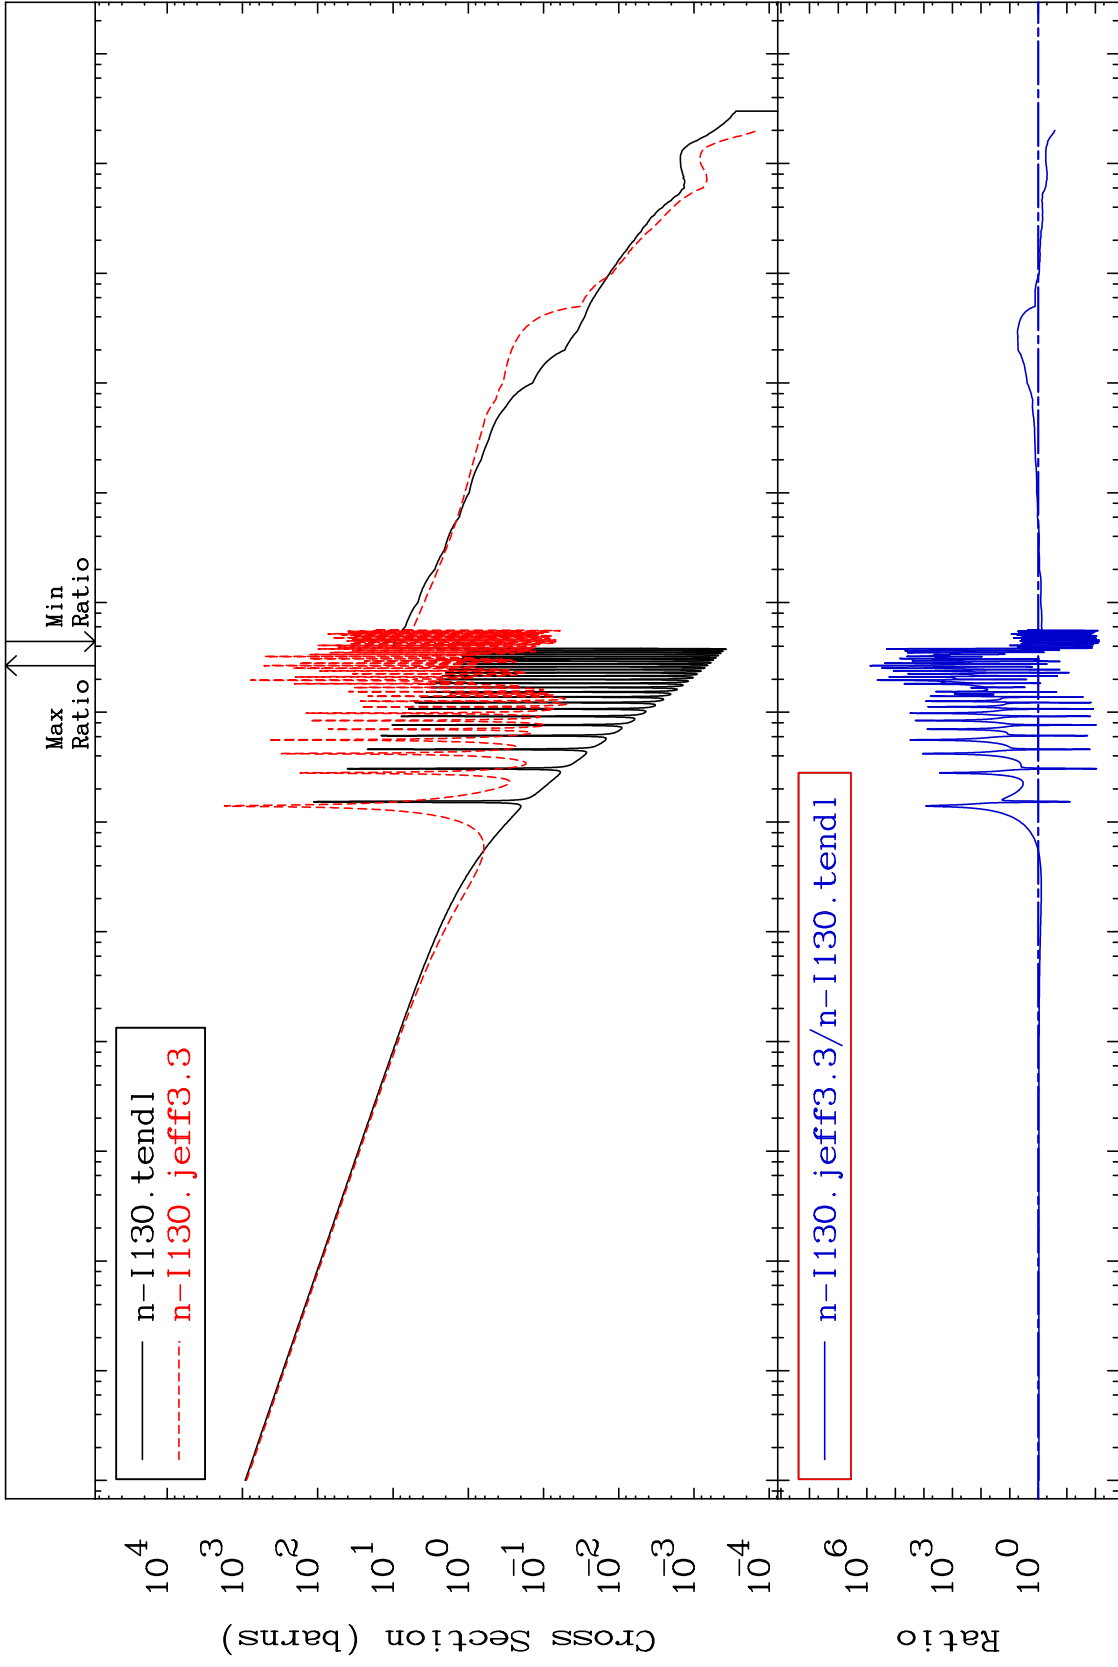 Max Min
Ratio Ratio
n-I130.tendl
n-I130.jeff3.3
10^4
10^3
10^2
10^1
10^0
10^-1
10^-2
10^-3
10^-4
Cross Section (barns)
n-I130.jeff3.3/n-I130.tendl
10^6
10^3
10^0
Ratio